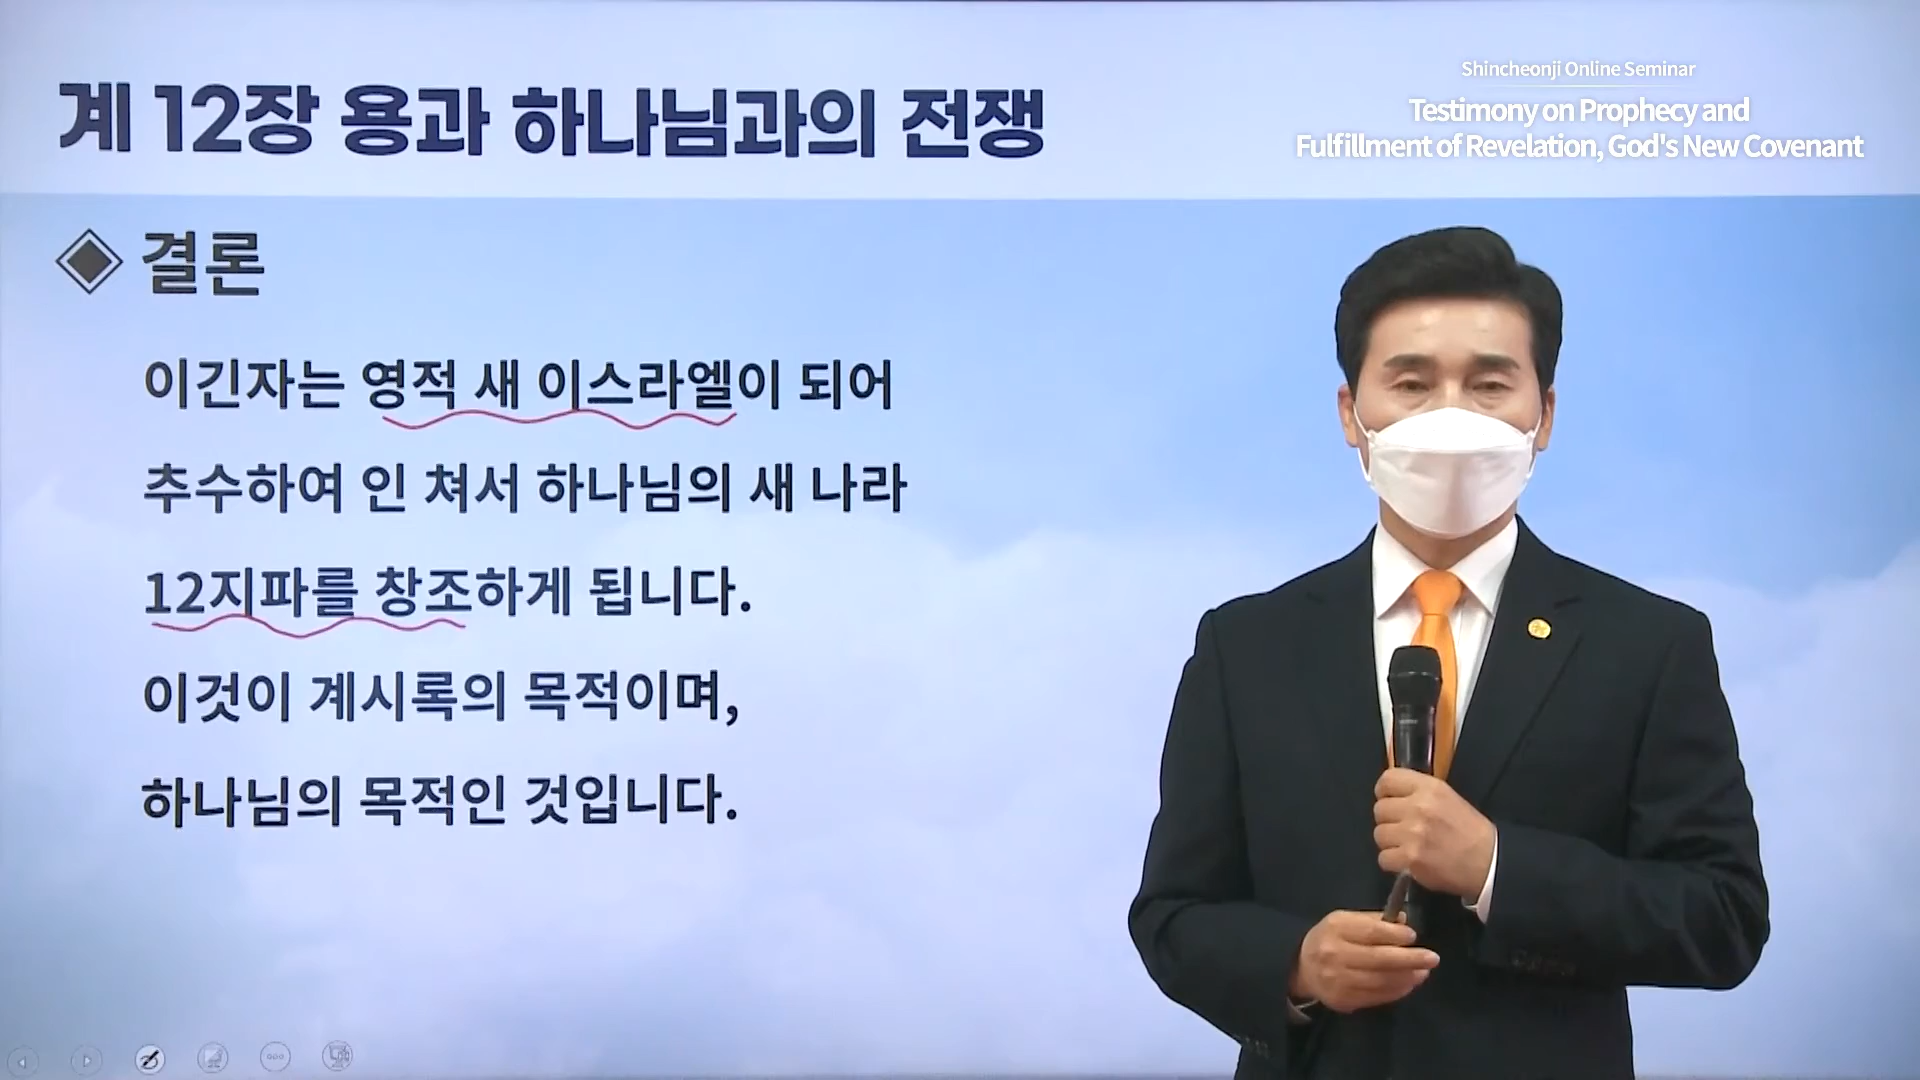 계 12장 용과 하나님과의 전쟁
Shincheonji Online Seminar
Testimony on Prophecy and
Fulfillment of Revelation, God's New Covenant
결론
이긴자는 영적 새 이스라엘이 되어
추수하여 인 쳐서 하나님의 새 나라
12지파를 창조하게 됩니다.
이것이 계시록의 목적이며,
하나님의 목적인 것입니다.